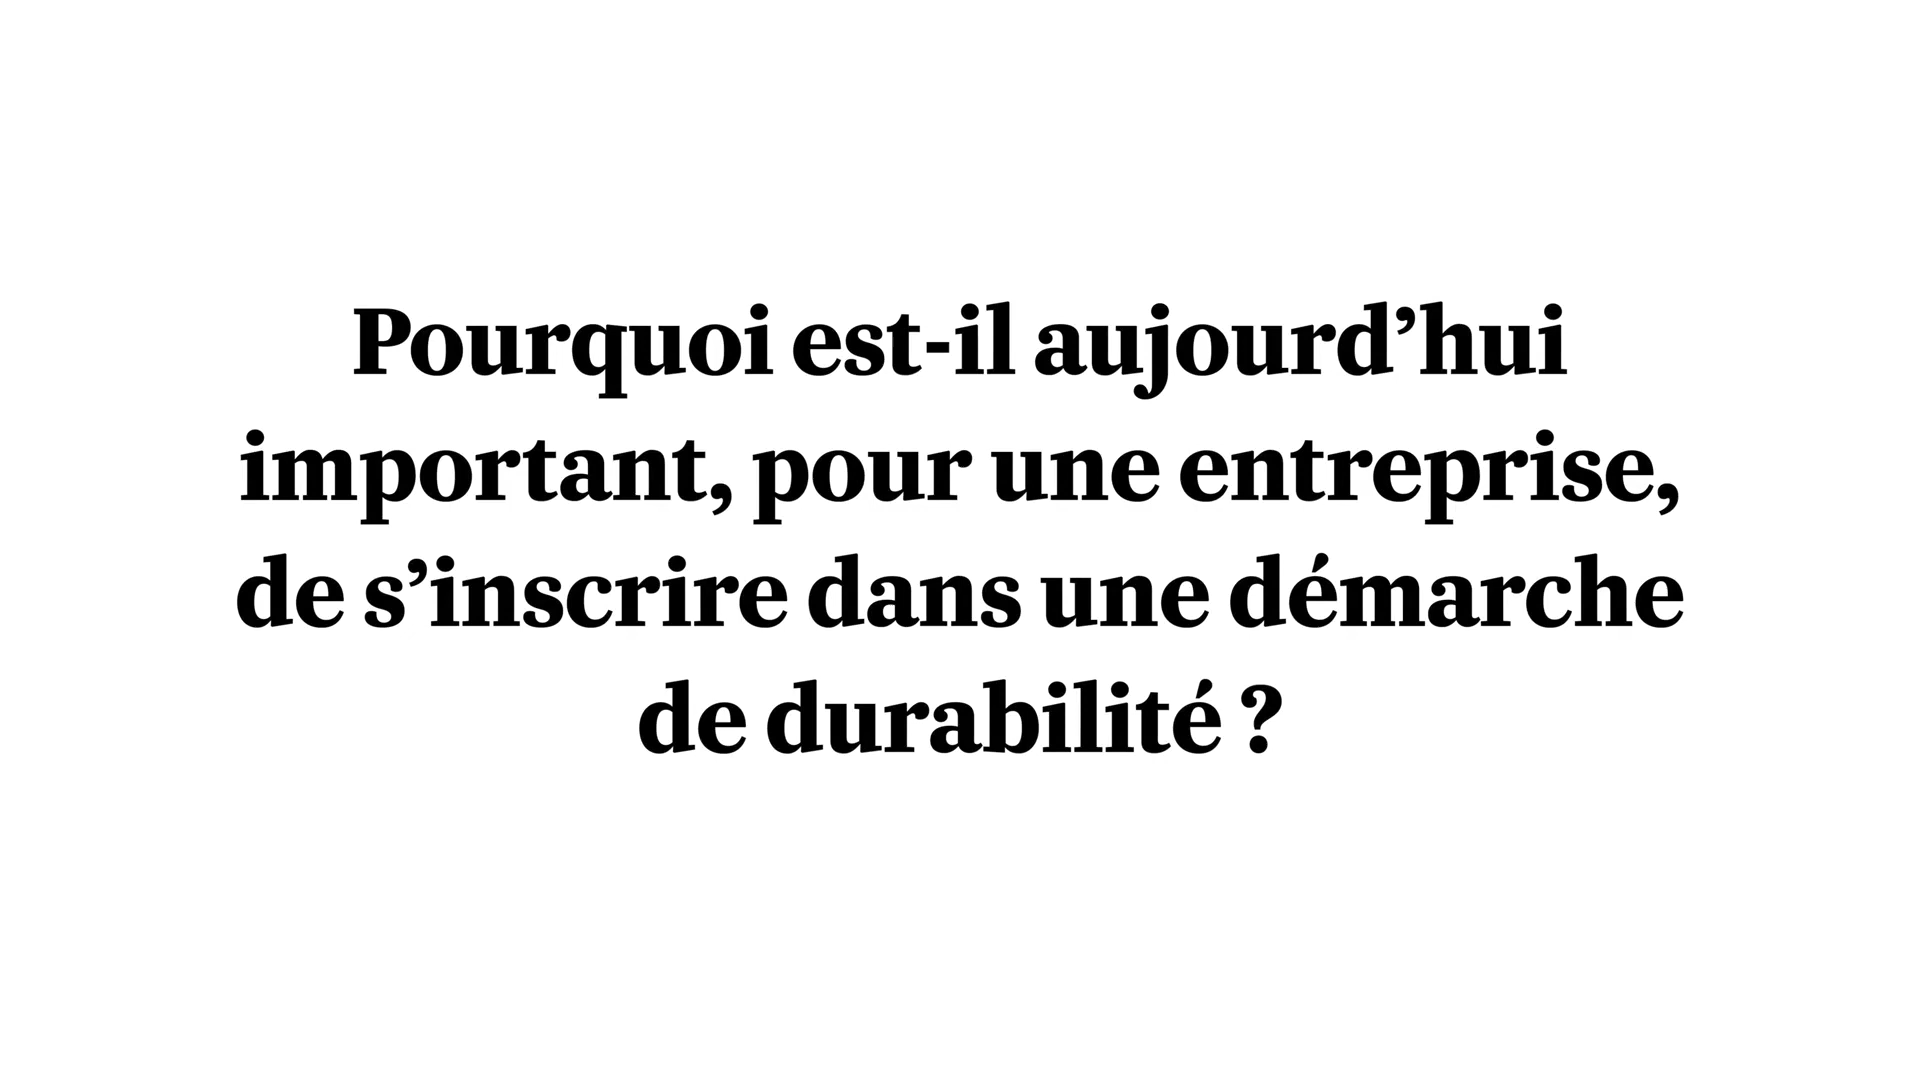 Pourquoi est-il aujourd’hui
important, pour une entreprise,
de s’inscrire dans une démarche
de durabilité ?